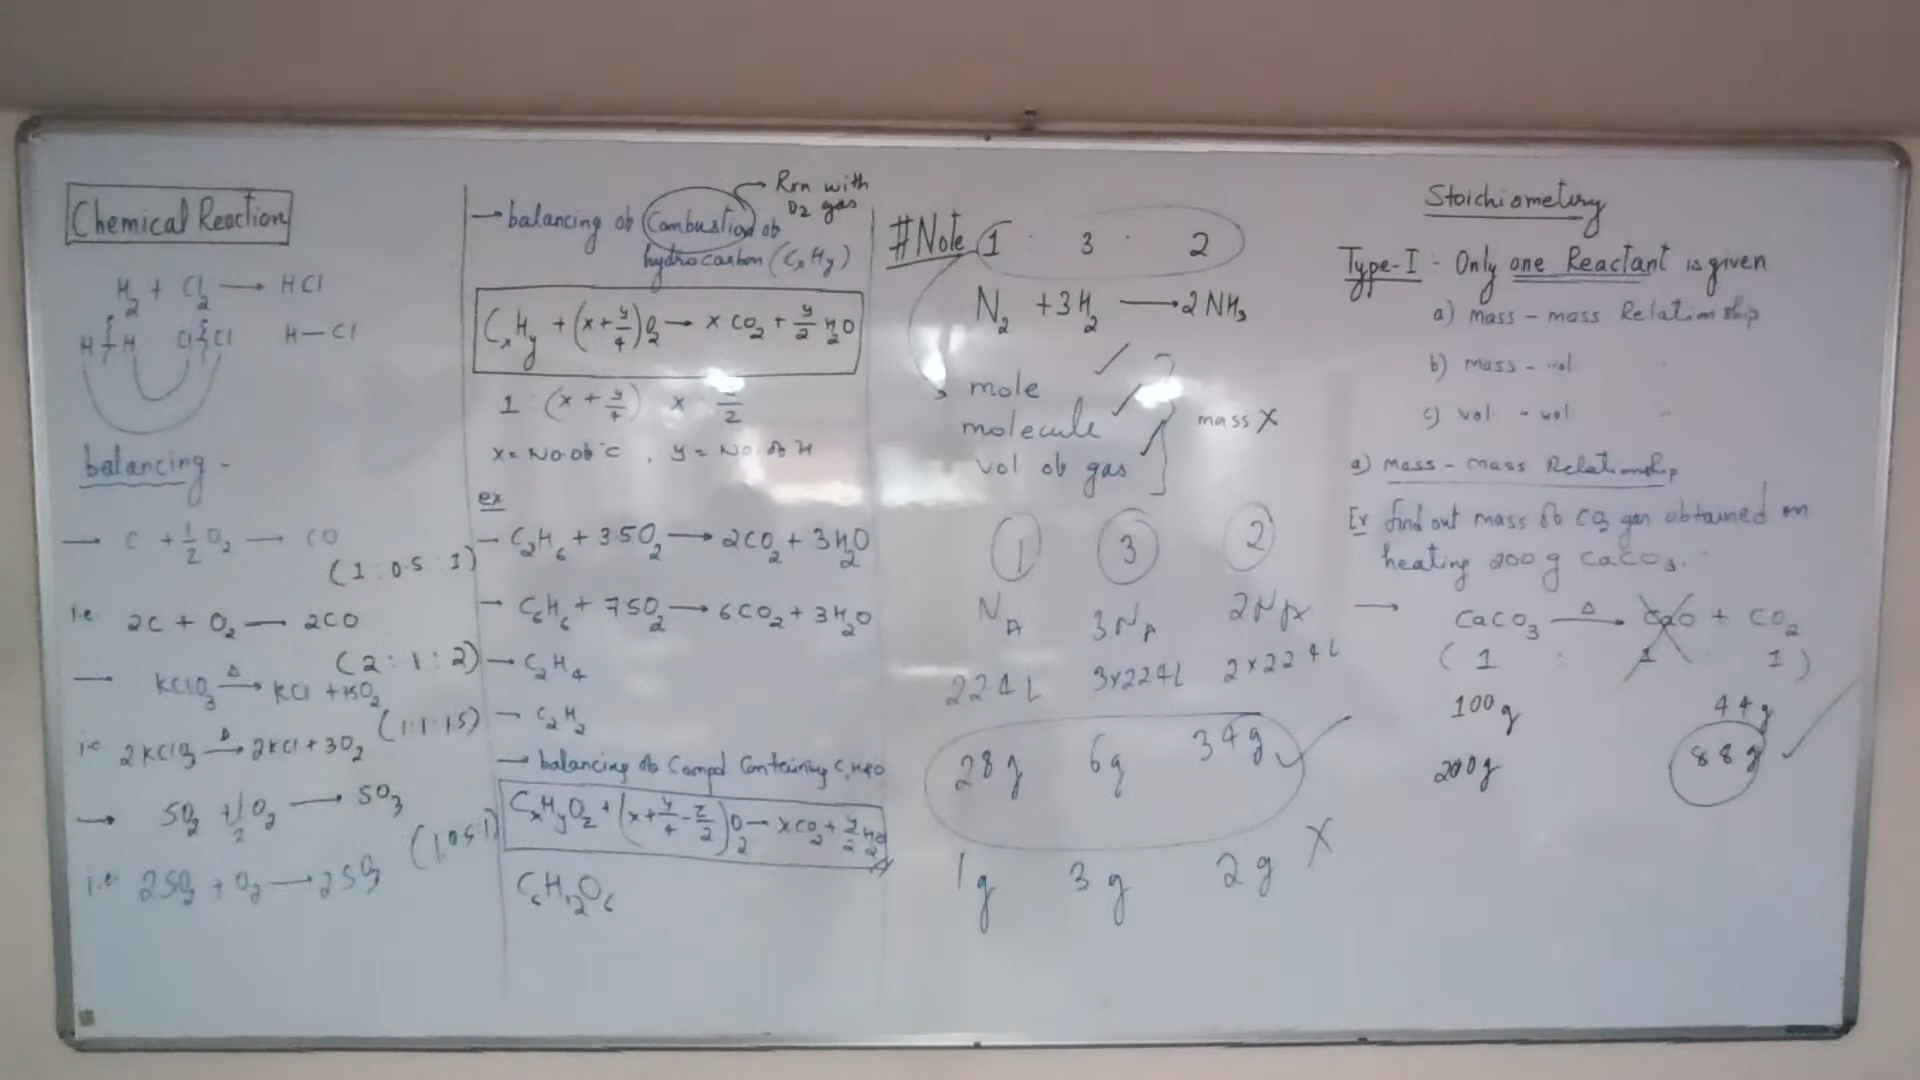 Chemical Reaction
H2 + Cl2 → HCl
H-H Cl Cl H-Cl
balancing -
→ C + 1/2 O2 → CO
(1 : 0.5 : 1)
i.e. 2C + O2 → 2CO
(2 : 1 : 2)
→ KClO3 Δ→ KCl + 1.5O2
(1:1:1.5)
i.e. 2KClO3 Δ→ 2KCl + 3O2
→ SO2 + 1/2 O2 → SO3
(1:0.5:1)
i.e. 2SO2 + O2 → 2SO3
→ balancing of Combustion of
Rxn with
O2 gas
hydrocarbon (CxHy)
CxHy + (x+y/4)O2 → xCO2 + y/2 H2O
1 (x+y/4) x y/2
x = No. of C, y = No. of H
ex
→ C2H6 + 3.5O2 → 2CO2 + 3H2O
→ C6H6 + 7.5O2 → 6CO2 + 3H2O
→ C2H4
→ C2H2
→ balancing of Compd Containing C, H & O
CxHyOz + (x+y/4-z/2)O2 → xCO2 + y/2 H2O
C6H12O6
#Note 1 : 3 : 2
N2 + 3H2 → 2NH3
mole ✓
molecule ✓
vol of gas ✓
mass X
1 3 2
NA 3NA 2NA
22.4 L 3×22.4L 2×22.4L
28g 6g 34g ✓
1g 3g 2g X
Stoichiometry
Type-I : Only one Reactant is given
a) mass - mass Relationship
b) mass - vol "
c) vol - vol "
a) mass - mass Relationship
Ex find out mass of CO2 gas obtained on
heating 200g CaCO3.
→ CaCO3 Δ→ CaO + CO2
(1 : 1 1)
100g 44g
200g 88g ✓